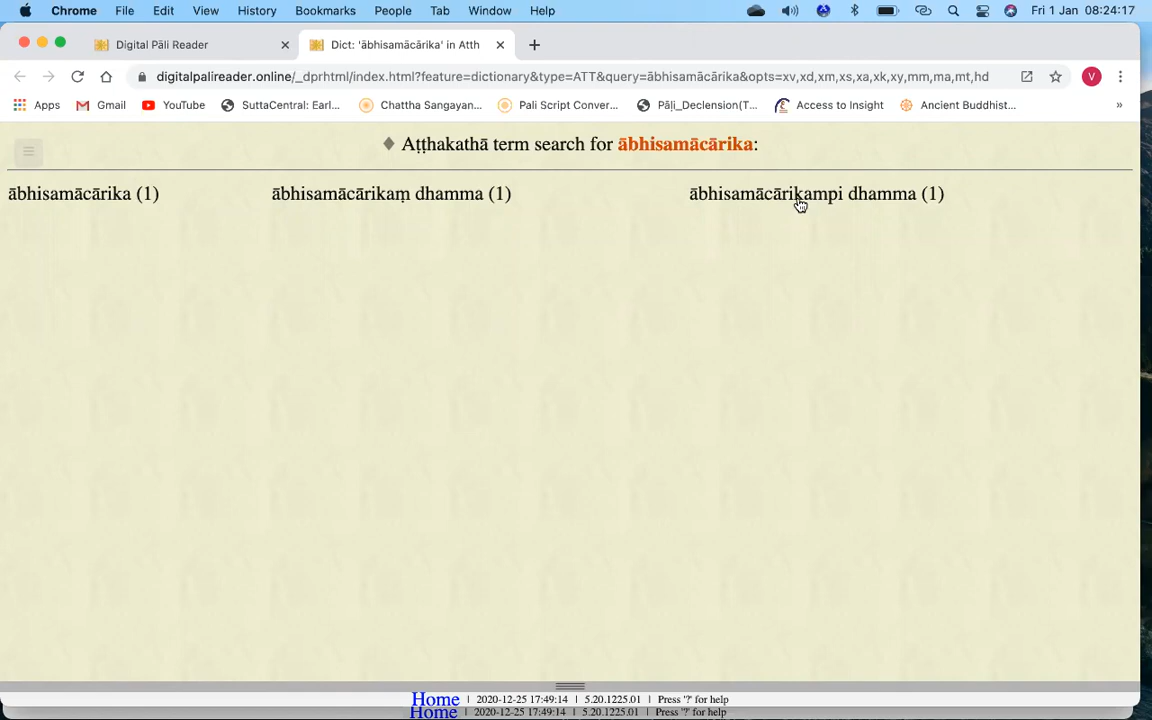 Chrome File Edit View History Bookmarks People Tab Window Help Fri 1 Jan 08:24:17
Digital Pāli Reader Dict: 'ābhisamācārika' in Atth
digitalpalireader.online/_dprhtml/index.html?feature=dictionary&type=ATT&query=ābhisamācārika&opts=xv,xd,xm,xs,xa,xk,xy,mm,ma,mt,hd V
Apps Gmail YouTube SuttaCentral: Earl... Chattha Sangayan... Pali Script Conver... Pāḷi_Declension(T... Access to Insight Ancient Buddhist... »
♦ Aṭṭhakathā term search for ābhisamācārika:
ābhisamācārika (1) ābhisamācārikaṃ dhamma (1) ābhisamācārikampi dhamma (1)
Home | 2020-12-25 17:49:14 | 5.20.1225.01 | Press '?' for help
Home | 2020-12-25 17:49:14 | 5.20.1225.01 | Press '?' for help